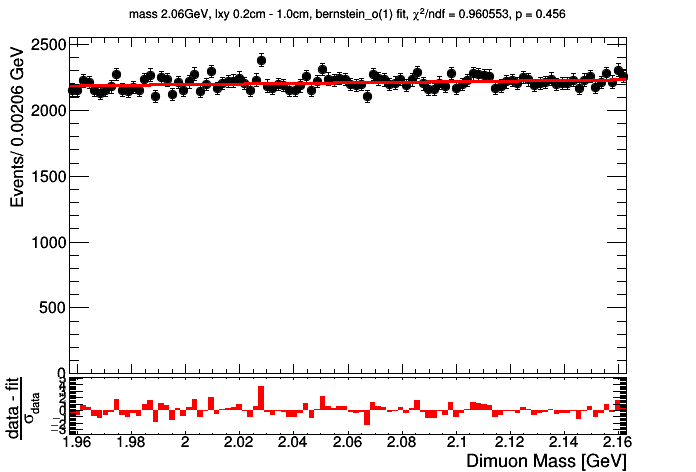 mass 2.06GeV, lxy 0.2cm - 1.0cm, bernstein_o(1) fit, χ²/ndf = 0.960553, p = 0.456
Events/ 0.00206 GeV
2500
2000
1500
1000
500
0
data - fit
σdata
0
1.96 1.98 2 2.02 2.04 2.06 2.08 2.1 2.12 2.14 2.16
Dimuon Mass [GeV]